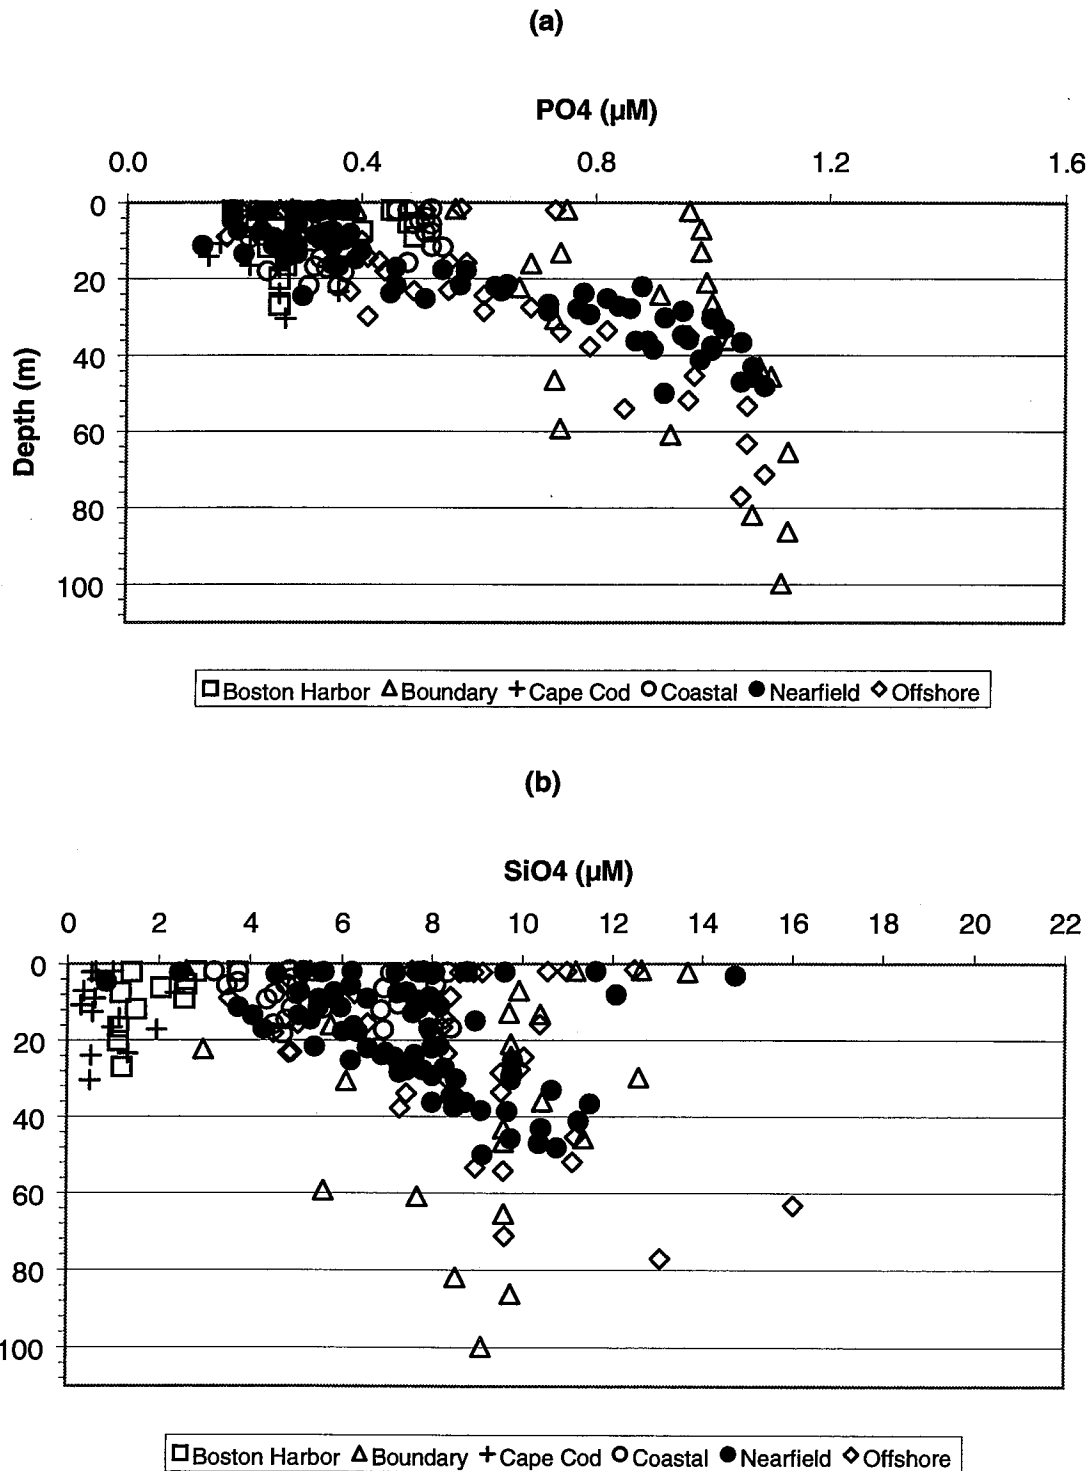 (a)
PO4 (µM)
0.0 0.4 0.8 1.2 1.6
0
20
40
60
80
100
Depth (m)
Boston Harbor Boundary Cape Cod Coastal Nearfield Offshore
(b)
SiO4 (µM)
0 2 4 6 8 10 12 14 16 18 20 22
0
20
40
60
80
100
Boston Harbor Boundary Cape Cod Coastal Nearfield Offshore